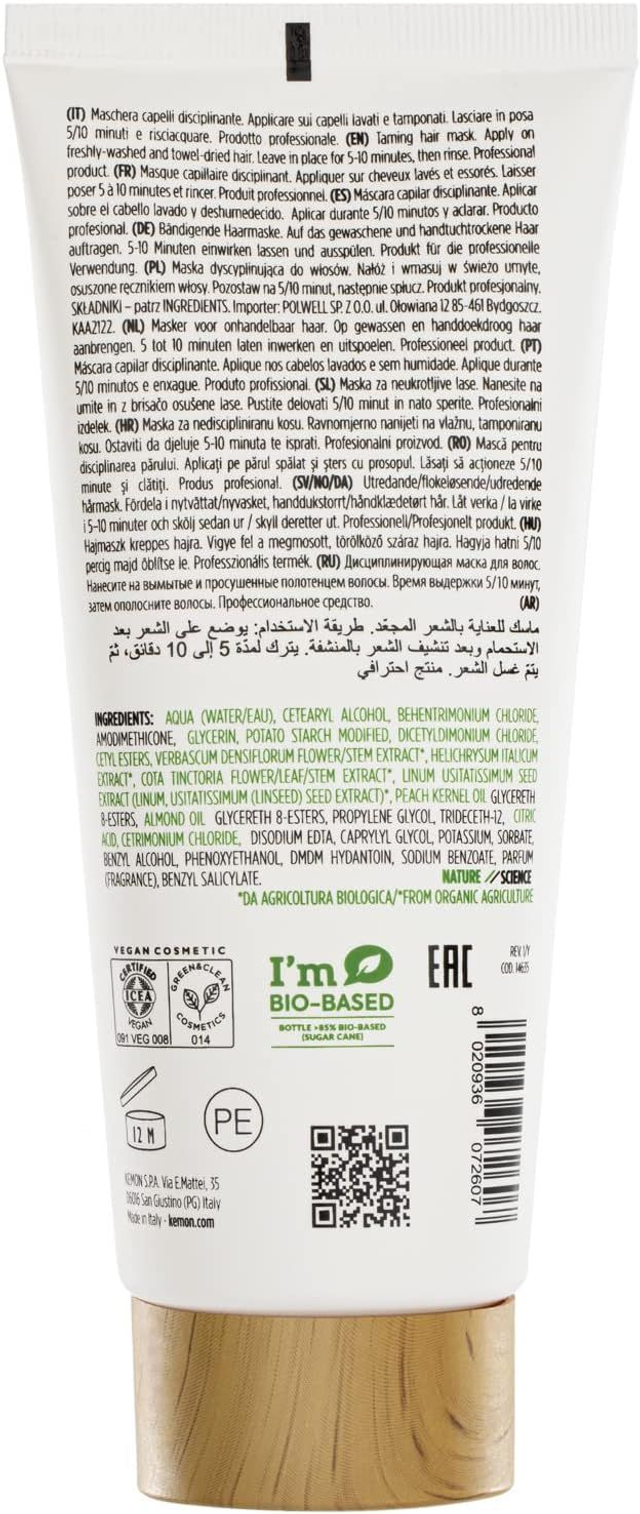 (IT) Maschera capelli disciplinante. Applicare sui capelli lavati e tamponati. Lasciare in posa
5/10 minuti e risciacquare. Prodotto professionale. (EN) Taming hair mask. Apply on
freshly-washed and towel-dried hair. Leave in place for 5-10 minutes, then rinse. Professional
product. (FR) Masque capillaire disciplinant. Appliquer sur cheveux lavés et essorés. Laisser
poser 5 à 10 minutes et rincer. Produit professionnel. (ES) Máscara capilar disciplinante. Aplicar
sobre el cabello lavado y deshumedecido. Aplicar durante 5/10 minutos y aclarar. Producto
profesional. (DE) Bändigende Haarmaske. Auf das gewaschene und handtuchtrockene Haar
auftragen. 5-10 Minuten einwirken lassen und ausspülen. Produkt für die professionelle
Verwendung. (PL) Maska dyscyplinująca do włosów. Nałóż i wmasuj w świeżo umyte,
osuszone ręcznikiem włosy. Pozostaw na 5/10 minut, następnie spłucz. Produkt profesjonalny.
SKŁADNIKI – patrz INGREDIENTS. Importer: POLWELL SP. Z O.O. ul. Ołowiana 12 85-461 Bydgoszcz.
KAA2122. (NL) Masker voor onhandelbaar haar. Op gewassen en handdoekdroog haar
aanbrengen. 5 tot 10 minuten laten inwerken en uitspoelen. Professioneel product. (PT)
Máscara capilar disciplinante. Aplique nos cabelos lavados e sem humidade. Aplique durante
5/10 minutos e enxague. Produto profissional. (SL) Maska za neukrotljive lase. Nanesite na
umite in z brisačo osušene lase. Pustite delovati 5/10 minut in nato sperite. Profesionalni
izdelek. (HR) Maska za nediscipliniranu kosu. Ravnomjerno nanijeti na vlažnu, tamponiranu
kosu. Ostaviti da djeluje 5-10 minuta te isprati. Profesionalni proizvod. (RO) Mască pentru
disciplinarea părului. Aplicați pe părul spălat și șters cu prosopul. Lăsați să acționeze 5/10
minute și clătiți. Produs profesional. (SV/NO/DA) Utredande/flokeløsende/udredende
hårmask. Fördela i nytvättat/nyvasket, handdukstorrt/håndklædetørt hår. Låt verka / la virke
i 5-10 minuter och skölj sedan ur / skyll deretter ut. Professionell/Profesjonelt produkt. (HU)
Hajmaszk kreppes hajra. Vigye fel a megmosott, törölköző száraz hajra. Hagyja hatni 5/10
percig majd öblítse le. Professzionális termék. (RU) Дисциплинирующая маска для волос.
Нанесите на вымытые и просушенные полотенцем волосы. Время выдержки 5/10 минут,
затем ополосните волосы. Профессиональное средство. (AR)
ماسك للعناية بالشعر المجعّد. طريقة الاستخدام: يوضع على الشعر بعد
الاستحمام وبعد تنشيف الشعر بالمنشفة. يترك لمدّة 5 إلى 10 دقائق، ثمّ
يتمّ غسل الشعر. منتج احترافي
INGREDIENTS: AQUA (WATER/EAU), CETEARYL ALCOHOL, BEHENTRIMONIUM CHLORIDE,
AMODIMETHICONE, GLYCERIN, POTATO STARCH MODIFIED, DICETYLDIMONIUM CHLORIDE,
CETYL ESTERS, VERBASCUM DENSIFLORUM FLOWER/STEM EXTRACT*, HELICHRYSUM ITALICUM
EXTRACT*, COTA TINCTORIA FLOWER/LEAF/STEM EXTRACT*, LINUM USITATISSIMUM SEED
EXTRACT (LINUM, USITATISSIMUM (LINSEED) SEED EXTRACT)*, PEACH KERNEL OIL GLYCERETH
8-ESTERS, ALMOND OIL GLYCERETH 8-ESTERS, PROPYLENE GLYCOL, TRIDECETH-12, CITRIC
ACID, CETRIMONIUM CHLORIDE, DISODIUM EDTA, CAPRYLYL GLYCOL, POTASSIUM, SORBATE,
BENZYL ALCOHOL, PHENOXYETHANOL, DMDM HYDANTOIN, SODIUM BENZOATE, PARFUM
(FRAGRANCE), BENZYL SALICYLATE. NATURE // SCIENCE
*DA AGRICOLTURA BIOLOGICA/*FROM ORGANIC AGRICULTURE
VEGAN COSMETIC
CERTIFIED
ICEA
VEGAN
091 VEG 008
GREEN&CLEAN
COSMETICS
014
I'm
BIO-BASED
BOTTLE >85% BIO-BASED
(SUGAR CANE)
EAC
REV. 1/Y
COD. 14635
12 M
PE
8 020936 072607
KEMON S.P.A. Via E.Mattei, 35
06016 San Giustino (PG) Italy
Made in Italy - kemon.com